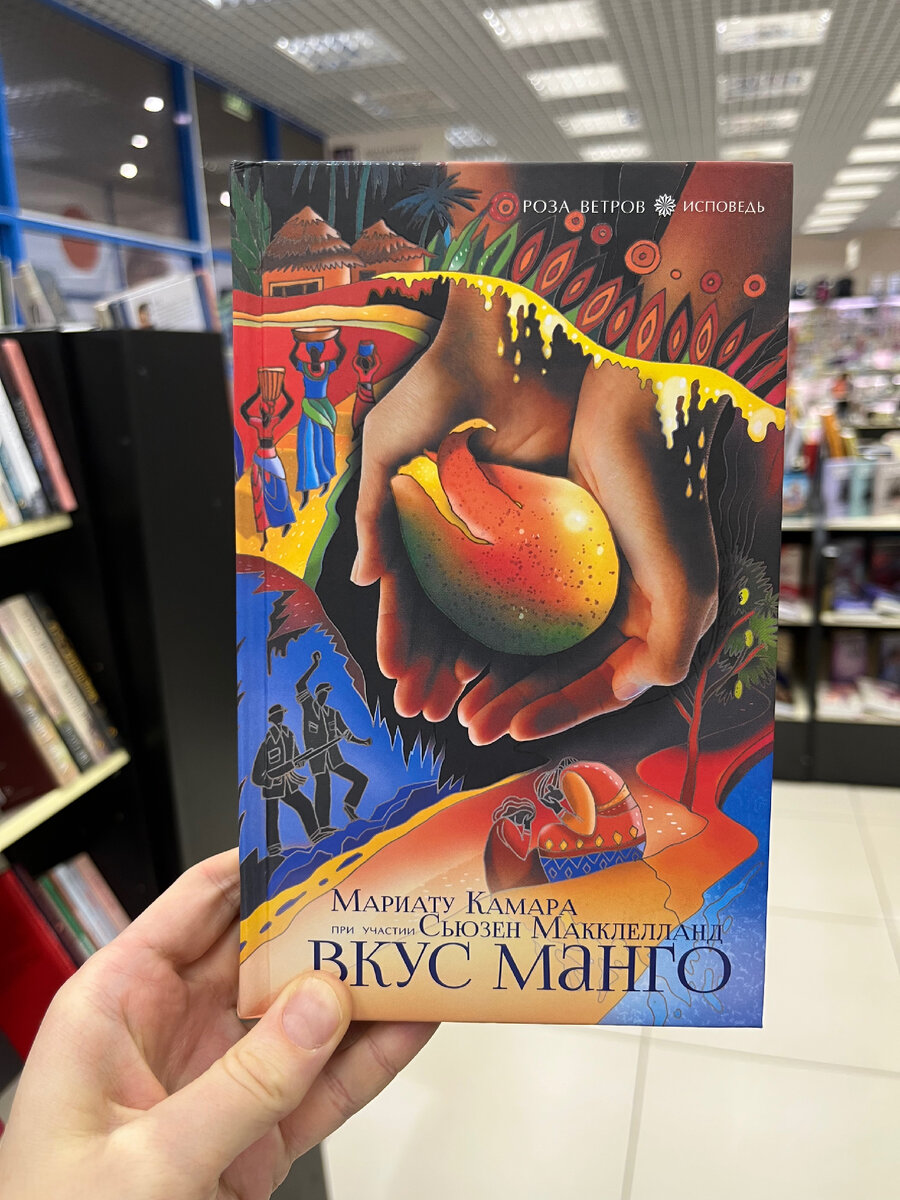 РОЗА ВЕТРОВ ИСПОВЕДЬ
МАРИАТУ КАМАРА
ПРИ УЧАСТИИ СЬЮЗЕН МАККЛЕЛЛАНД
ВКУС МАНГО